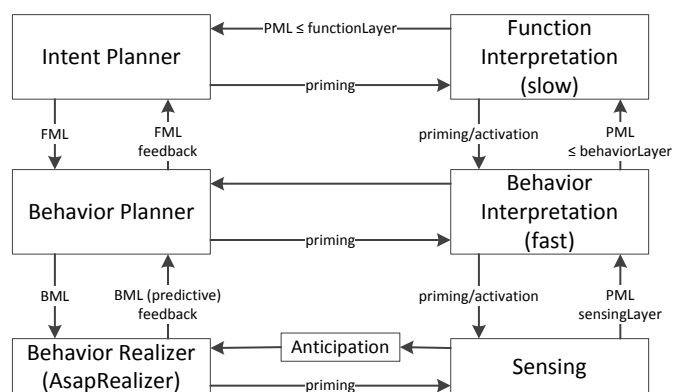 PML ≤ functionLayer
Intent Planner
Function
Interpretation
(slow)
priming
FML
FML
feedback
priming/activation
PML
≤ behaviorLayer
Behavior Planner
Behavior
Interpretation
(fast)
priming
BML
BML (predictive)
feedback
priming/activation
PML
sensingLayer
Behavior Realizer
(AsapRealizer)
Anticipation
Sensing
priming